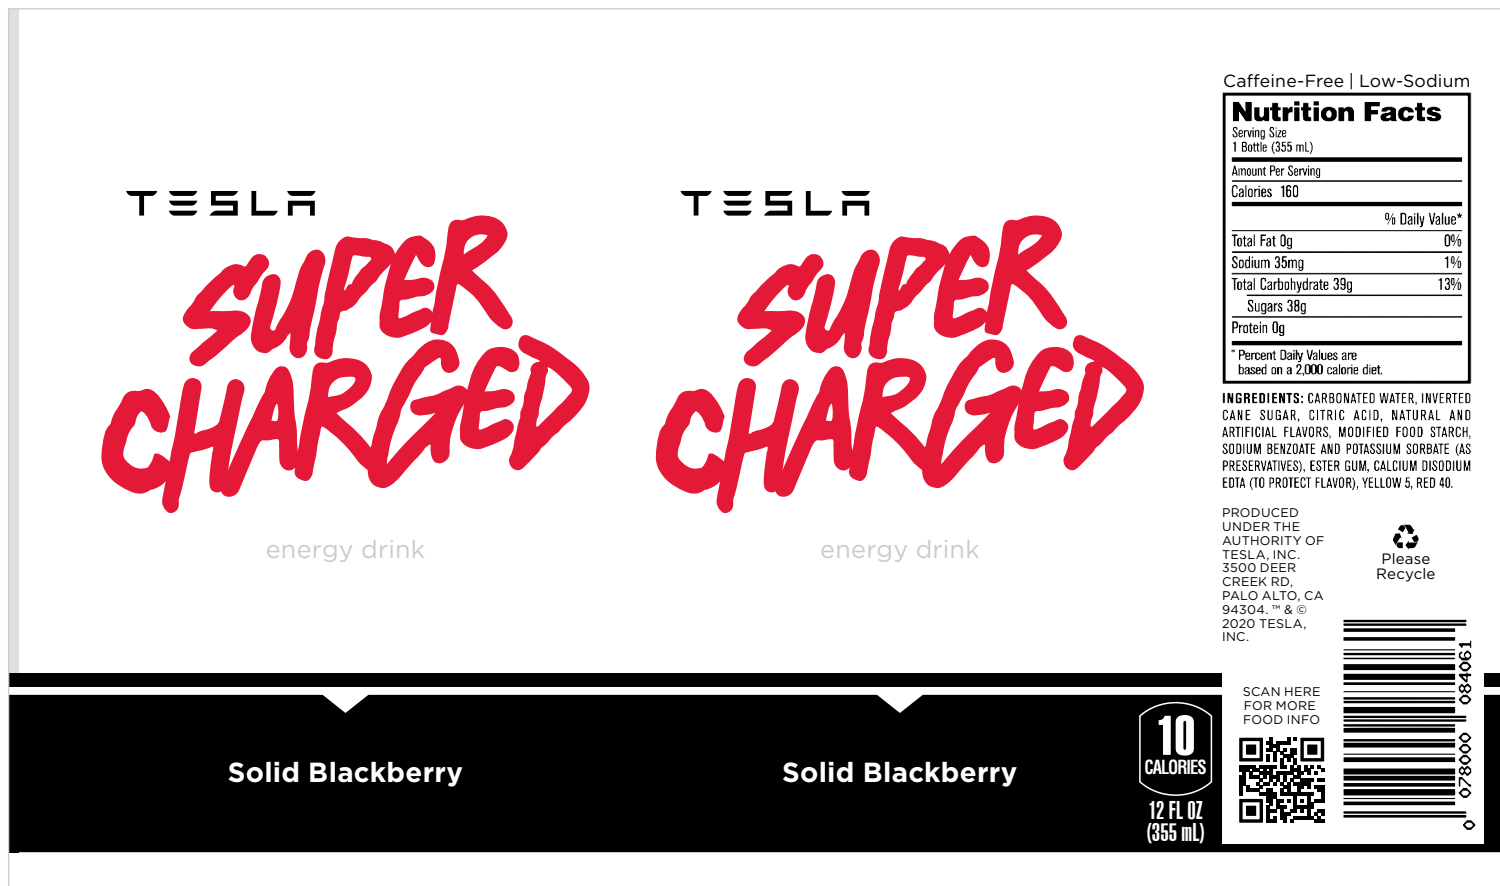 TESLA
SUPER
CHARGED
energy drink
Solid Blackberry
TESLA
SUPER
CHARGED
energy drink
Solid Blackberry
10
CALORIES
12 FL OZ
(355 mL)
Caffeine-Free | Low-Sodium
Nutrition Facts
Serving Size
1 Bottle (355 mL)
Amount Per Serving
Calories 160
% Daily Value*
Total Fat 0g 0%
Sodium 35mg 1%
Total Carbohydrate 39g 13%
Sugars 38g
Protein 0g
* Percent Daily Values are
based on a 2,000 calorie diet.
INGREDIENTS: CARBONATED WATER, INVERTED
CANE SUGAR, CITRIC ACID, NATURAL AND
ARTIFICIAL FLAVORS, MODIFIED FOOD STARCH,
SODIUM BENZOATE AND POTASSIUM SORBATE (AS
PRESERVATIVES), ESTER GUM, CALCIUM DISODIUM
EDTA (TO PROTECT FLAVOR), YELLOW 5, RED 40.
PRODUCED
UNDER THE
AUTHORITY OF
TESLA, INC.
3500 DEER
CREEK RD,
PALO ALTO, CA
94304. ™ & ©
2020 TESLA,
INC.
Please
Recycle
SCAN HERE
FOR MORE
FOOD INFO
0 078000 084061